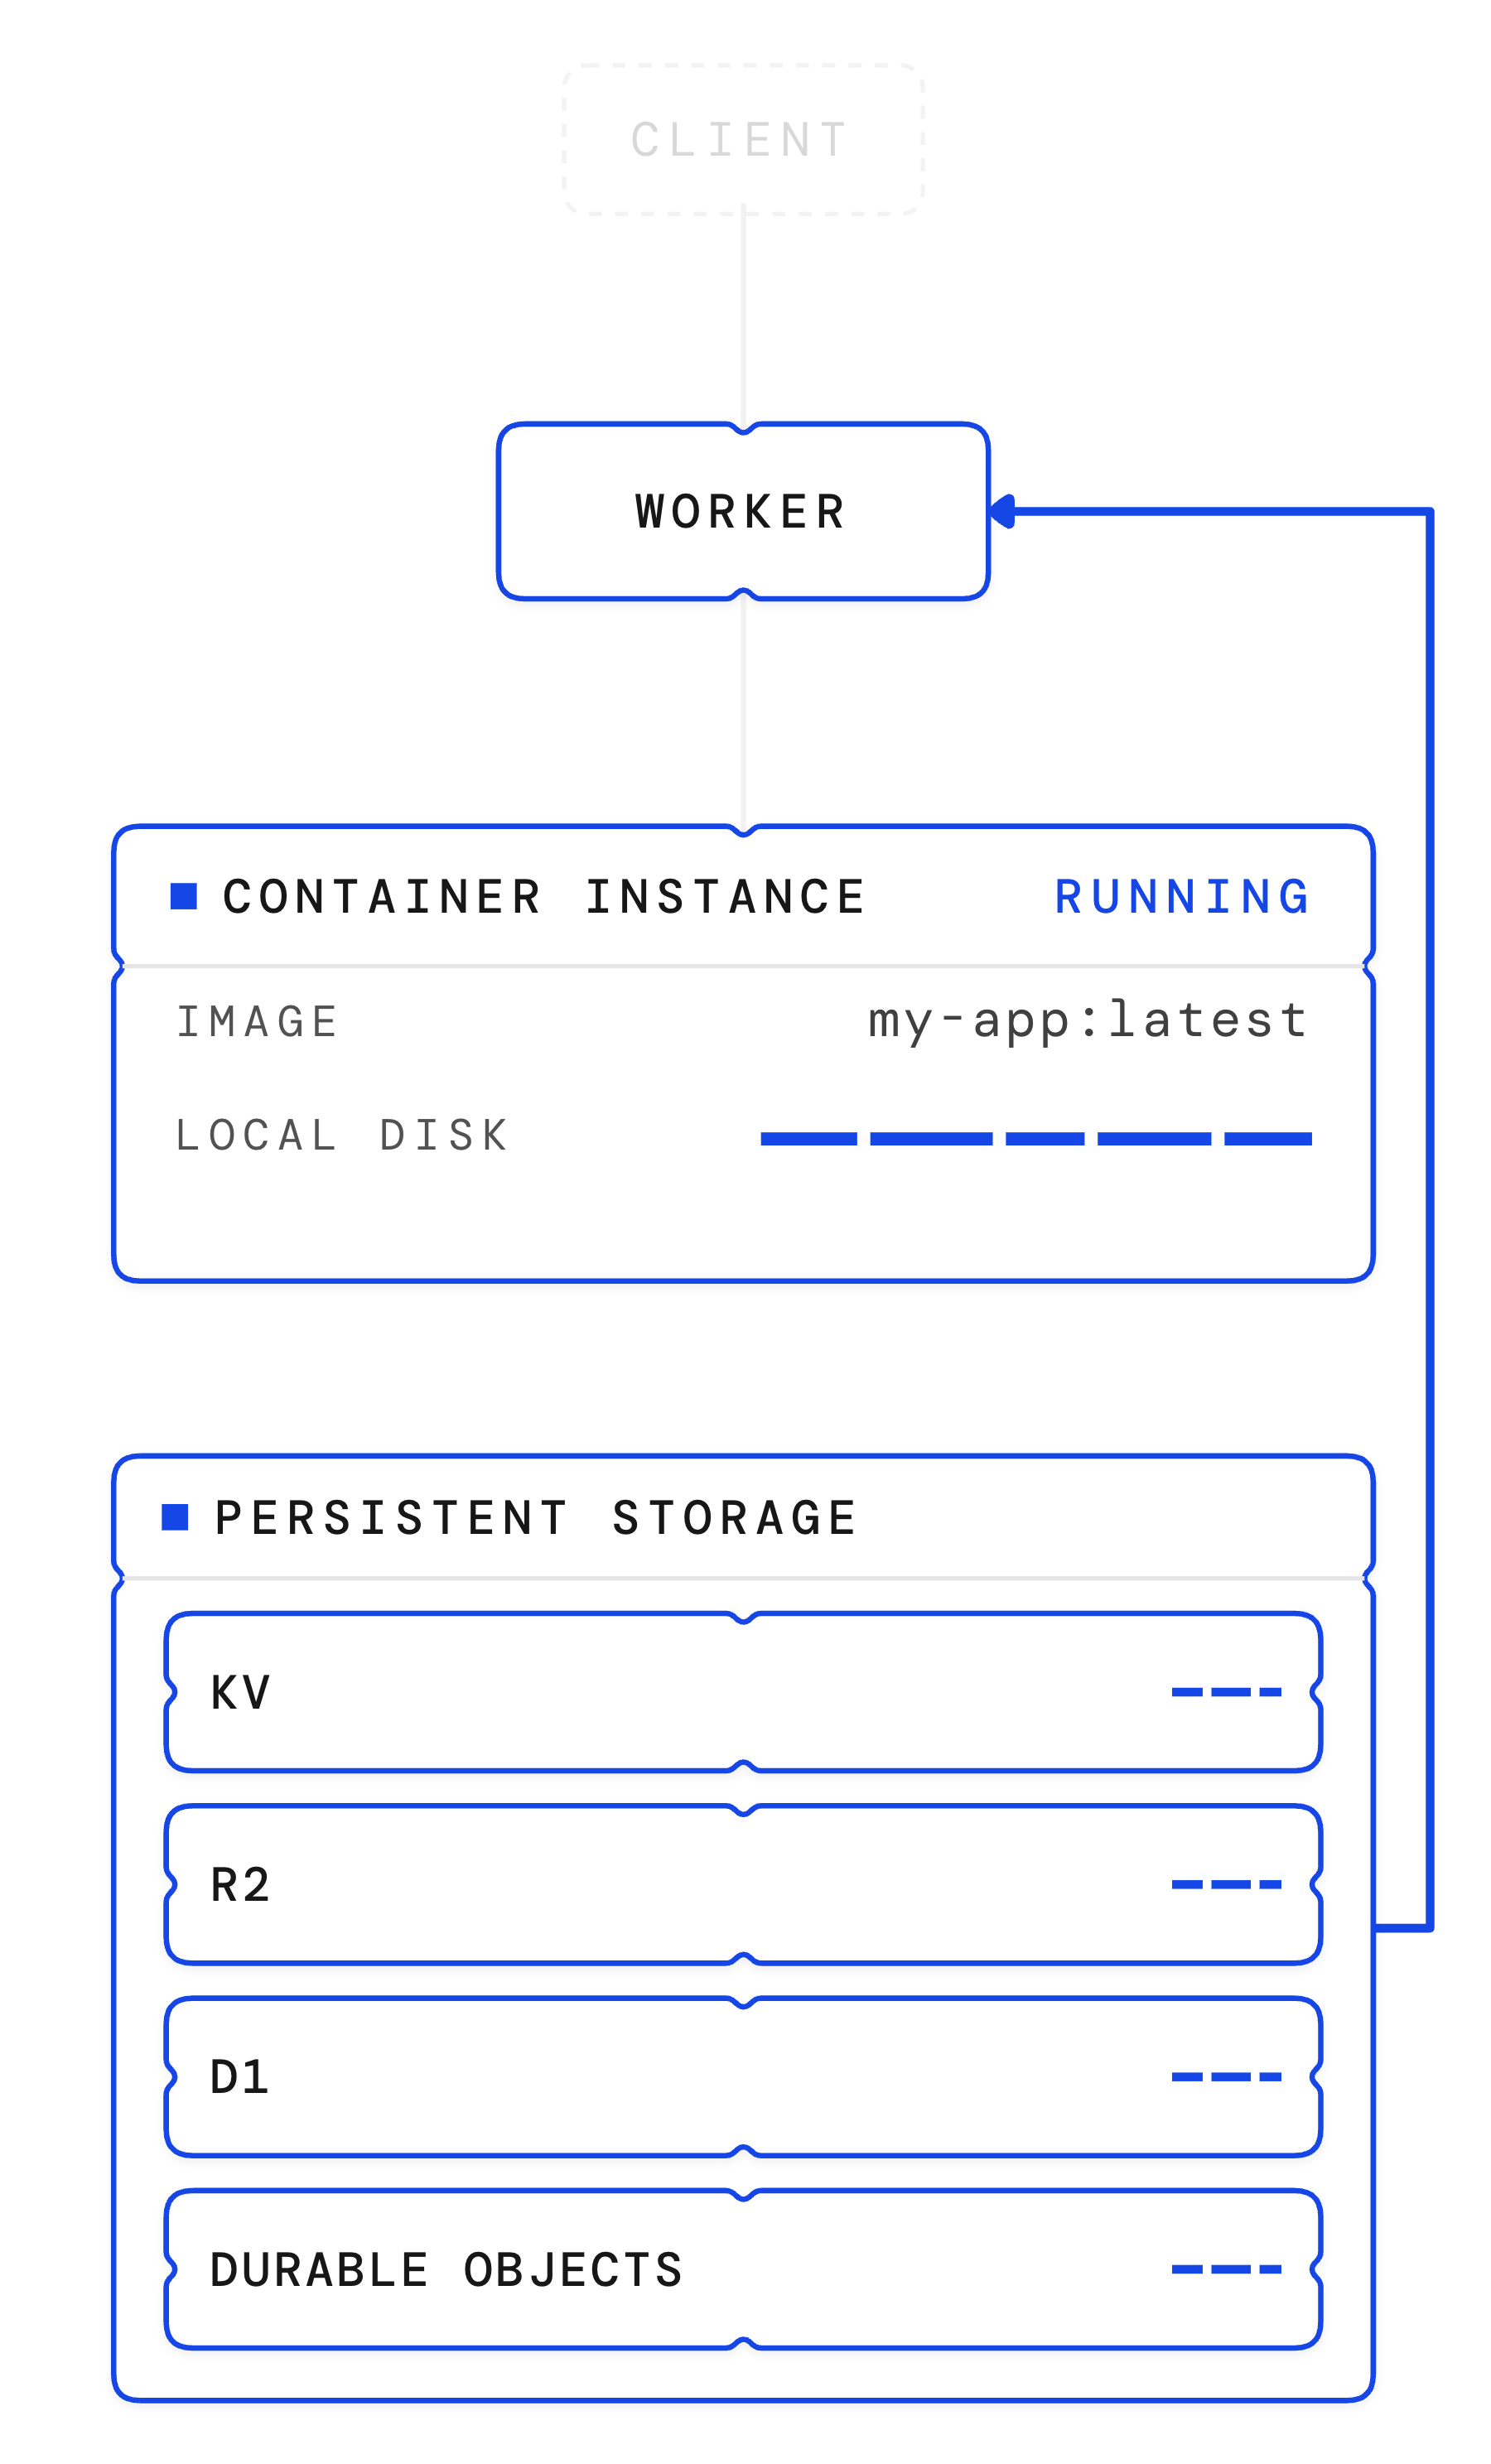 CLIENT
WORKER
CONTAINER INSTANCE RUNNING
IMAGE my-app:latest
LOCAL DISK
PERSISTENT STORAGE
KV
R2
D1
DURABLE OBJECTS